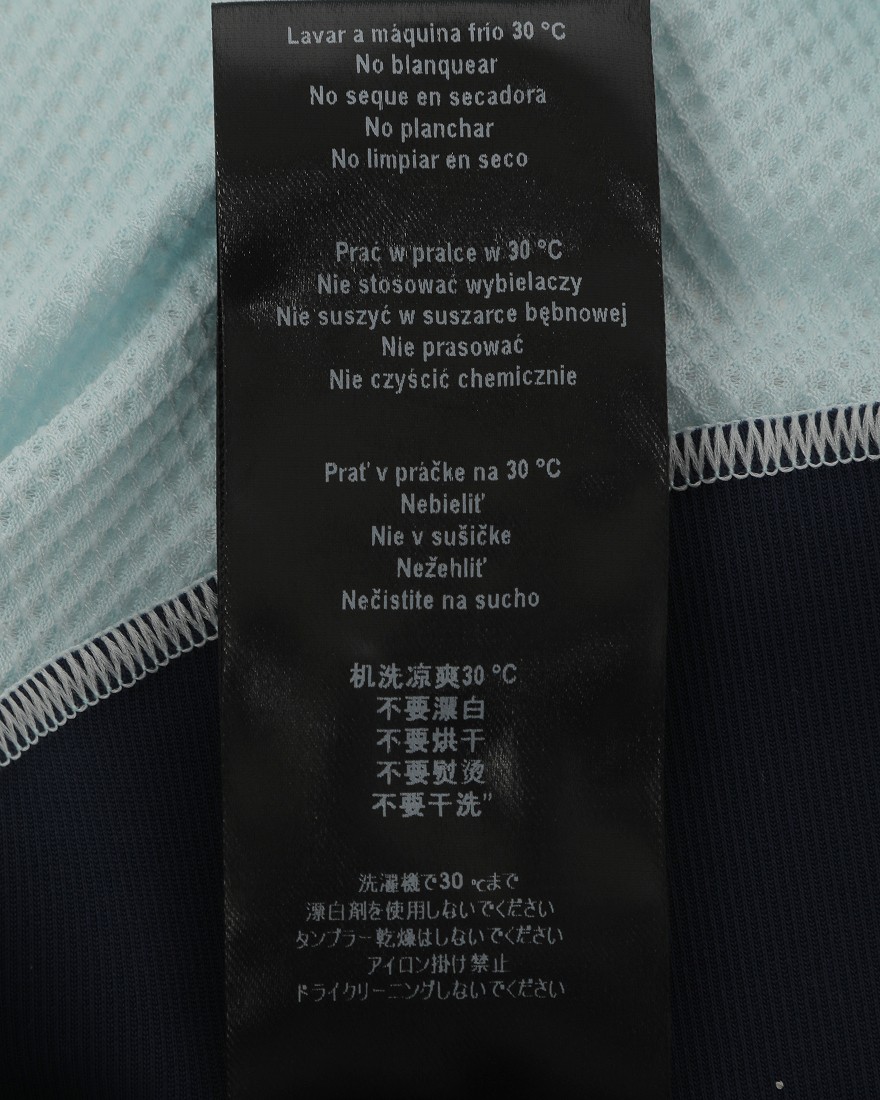 Lavar a máquina frío 30 °C
No blanquear
No seque en secadora
No planchar
No limpiar en seco
Prać w pralce w 30 °C
Nie stosować wybielaczy
Nie suszyć w suszarce bębnowej
Nie prasować
Nie czyścić chemicznie
Prať v práčke na 30 °C
Nebieliť
Nie v sušičke
Nežehliť
Nečistite na sucho
机洗凉爽30 °C
不要漂白
不要烘干
不要熨烫
不要干洗”
洗濯機で30 ℃まで
漂白剤を使用しないでください
タンブラー乾燥はしないでください
アイロン掛け禁止
ドライクリーニングしないでください